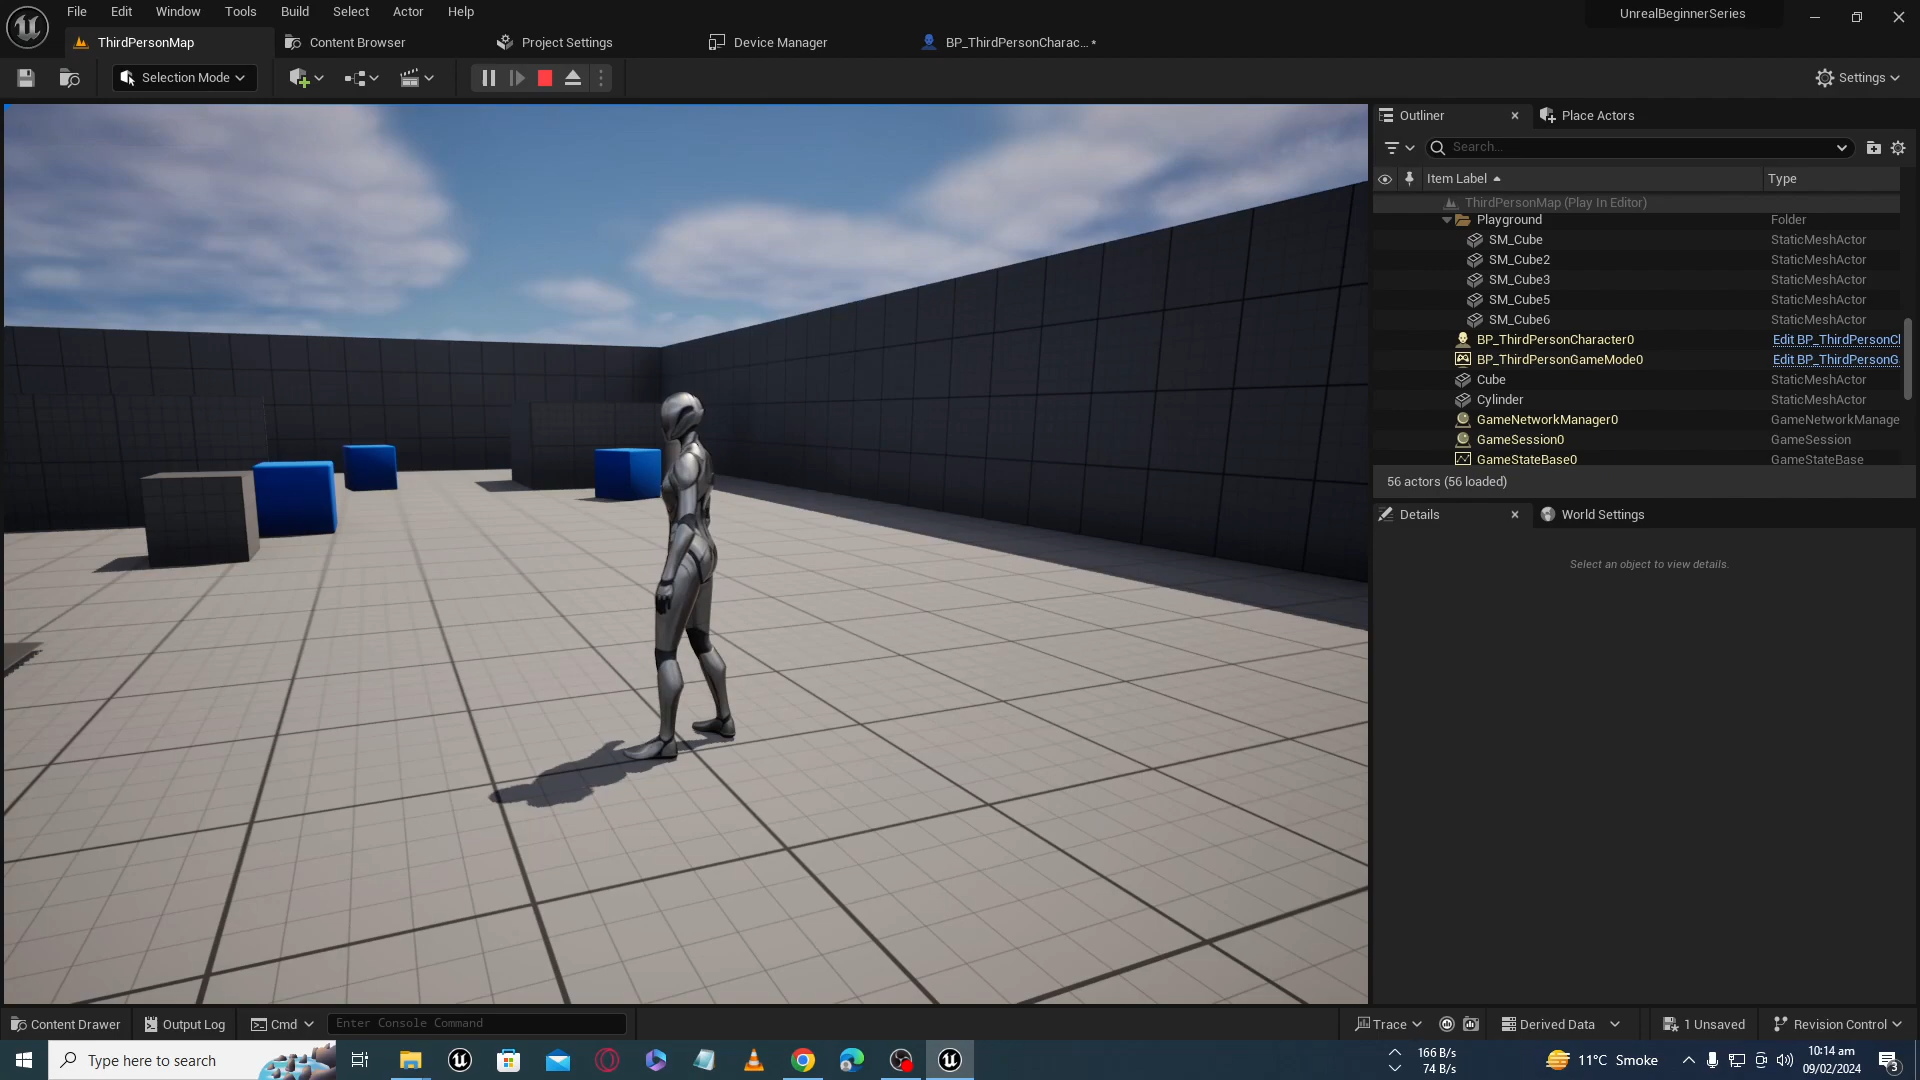 File Edit Window Tools Build Select Actor Help
UnrealBeginnerSeries
ThirdPersonMap
Content Browser
Project Settings
Device Manager
BP_ThirdPersonCharac... *
Selection Mode
Settings
Outliner
Place Actors
Search...
Item Label Type
ThirdPersonMap (Play In Editor)
Playground Folder
SM_Cube StaticMeshActor
SM_Cube2 StaticMeshActor
SM_Cube3 StaticMeshActor
SM_Cube5 StaticMeshActor
SM_Cube6 StaticMeshActor
BP_ThirdPersonCharacter0 Edit BP_ThirdPersonCl
BP_ThirdPersonGameMode0 Edit BP_ThirdPersonG
Cube StaticMeshActor
Cylinder StaticMeshActor
GameNetworkManager0 GameNetworkManage
GameSession0 GameSession
GameStateBase0 GameStateBase
56 actors (56 loaded)
Details
World Settings
Select an object to view details.
Content Drawer
Output Log
Cmd
Enter Console Command
Trace
Derived Data
1 Unsaved
Revision Control
Type here to search
166 B/s
74 B/s
11°C Smoke
10:14 am
09/02/2024
3